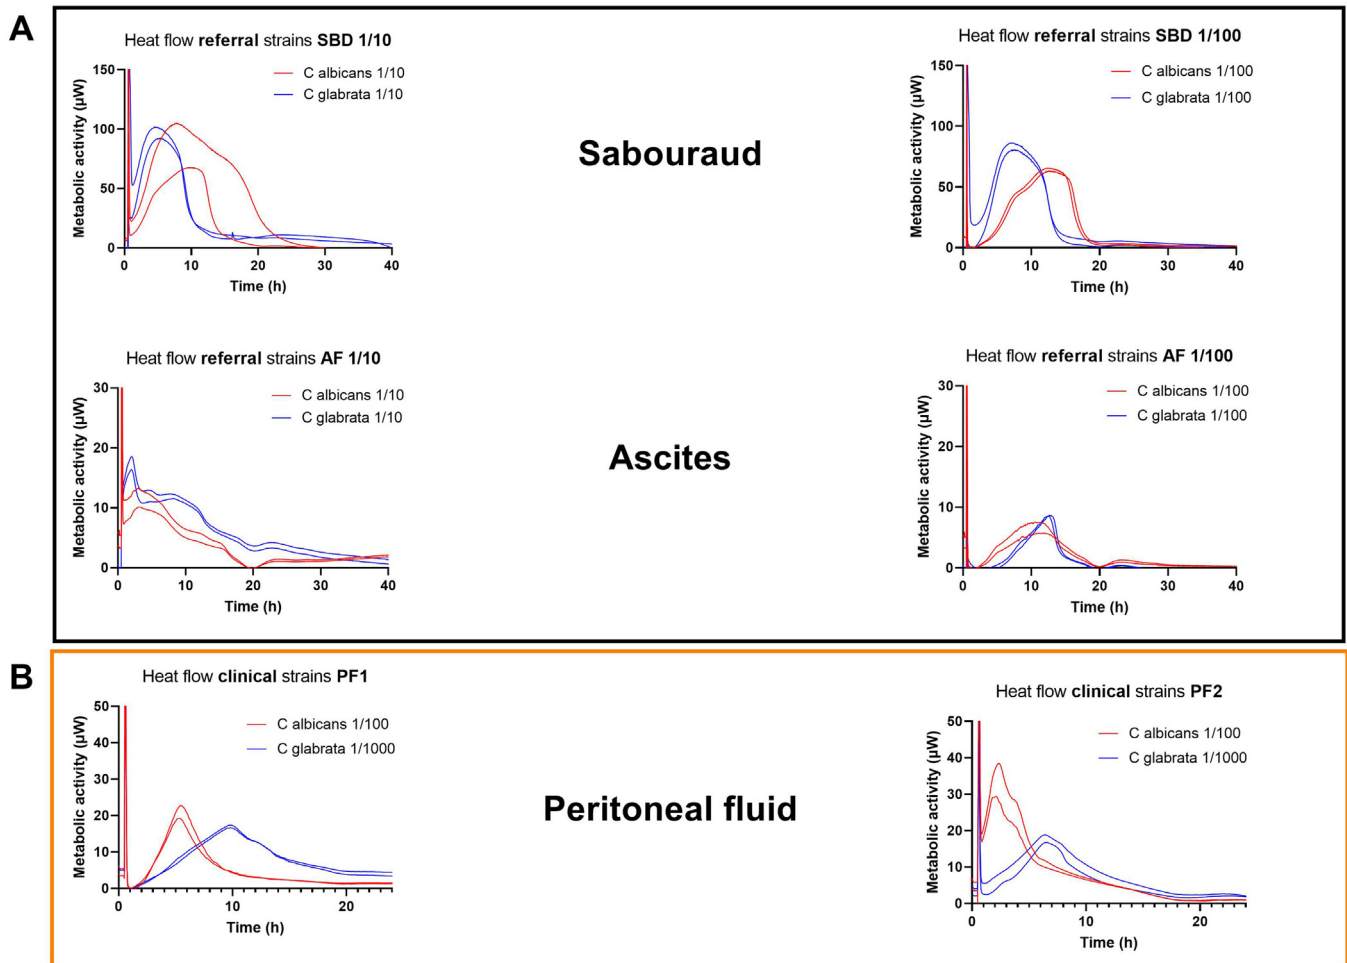 A
Heat flow referral strains SBD 1/10
C albicans 1/10
C glabrata 1/10
150
100
50
0
Metabolic activity (μW)
0 10 20 30 40
Time (h)
Sabouraud
Heat flow referral strains SBD 1/100
C albicans 1/100
C glabrata 1/100
150
100
50
0
Metabolic activity (μW)
0 10 20 30 40
Time (h)
Heat flow referral strains AF 1/10
C albicans 1/10
C glabrata 1/10
30
20
10
0
Metabolic activity (μW)
0 10 20 30 40
Time (h)
Ascites
Heat flow referral strains AF 1/100
C albicans 1/100
C glabrata 1/100
30
20
10
0
Metabolic activity (μW)
0 10 20 30 40
Time (h)
B
Heat flow clinical strains PF1
C albicans 1/100
C glabrata 1/1000
50
40
30
20
10
0
Metabolic activity (μW)
0 10 20
Time (h)
Peritoneal fluid
Heat flow clinical strains PF2
C albicans 1/100
C glabrata 1/1000
50
40
30
20
10
0
Metabolic activity (μW)
0 10 20
Time (h)